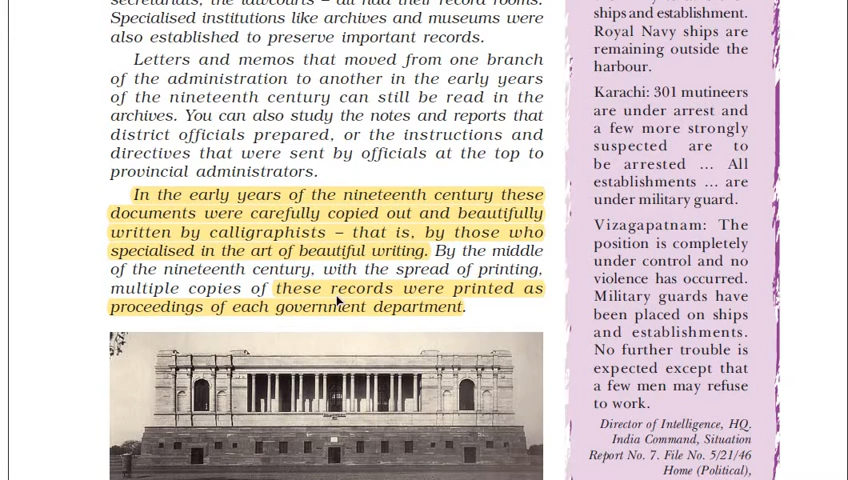 Specialised institutions like archives and museums were
also established to preserve important records.
Letters and memos that moved from one branch
of the administration to another in the early years
of the nineteenth century can still be read in the
archives. You can also study the notes and reports that
district officials prepared, or the instructions and
directives that were sent by officials at the top to
provincial administrators.
In the early years of the nineteenth century these
documents were carefully copied out and beautifully
written by calligraphists – that is, by those who
specialised in the art of beautiful writing. By the middle
of the nineteenth century, with the spread of printing,
multiple copies of these records were printed as
proceedings of each government department.
ships and establishment.
Royal Navy ships are
remaining outside the
harbour.
Karachi: 301 mutineers
are under arrest and
a few more strongly
suspected are to
be arrested ... All
establishments ... are
under military guard.
Vizagapatnam: The
position is completely
under control and no
violence has occurred.
Military guards have
been placed on ships
and establishments.
No further trouble is
expected except that
a few men may refuse
to work.
Director of Intelligence, HQ.
India Command, Situation
Report No. 7. File No. 5/21/46
Home (Political),